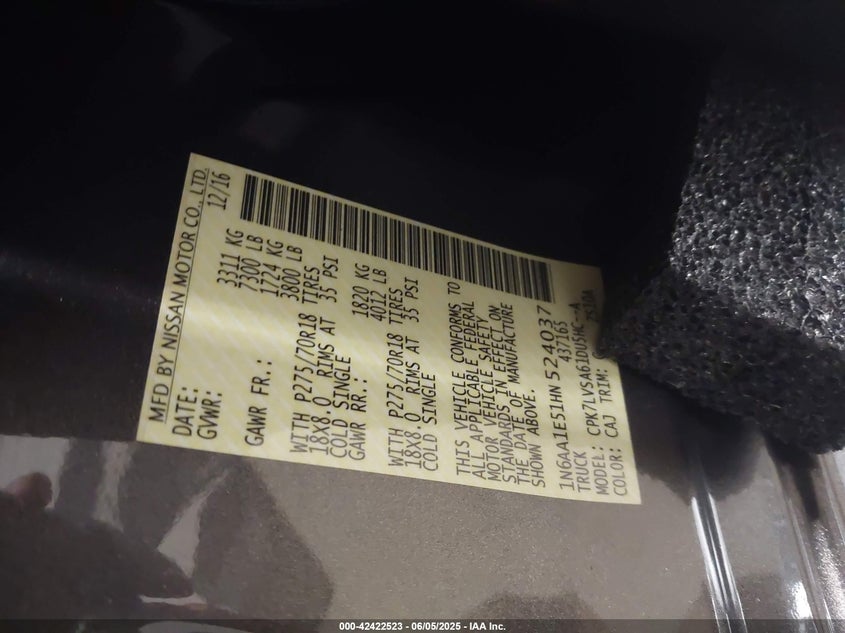 MFD BY NISSAN MOTOR CO., LTD.
DATE: 12/16
GVWR: 3311 KG
7300 LB
GAWR FR.: 1724 KG
3800 LB
WITH P275/70R18 TIRES
18X8.0 RIMS AT 35 PSI
COLD SINGLE
GAWR RR.: 1820 KG
4012 LB
WITH P275/70R18 TIRES
18X8.0 RIMS AT 35 PSI
COLD SINGLE
THIS VEHICLE CONFORMS TO
ALL APPLICABLE FEDERAL
MOTOR VEHICLE SAFETY
STANDARDS IN EFFECT ON
THE DATE OF MANUFACTURE
SHOWN ABOVE.
1N6AA1E51HN524037
TRUCK 437165
MODEL: CPK7LVSA61DU5HC--A
COLOR: CAJ TRIM:
000-42422523 - 06/05/2025 - IAA Inc.